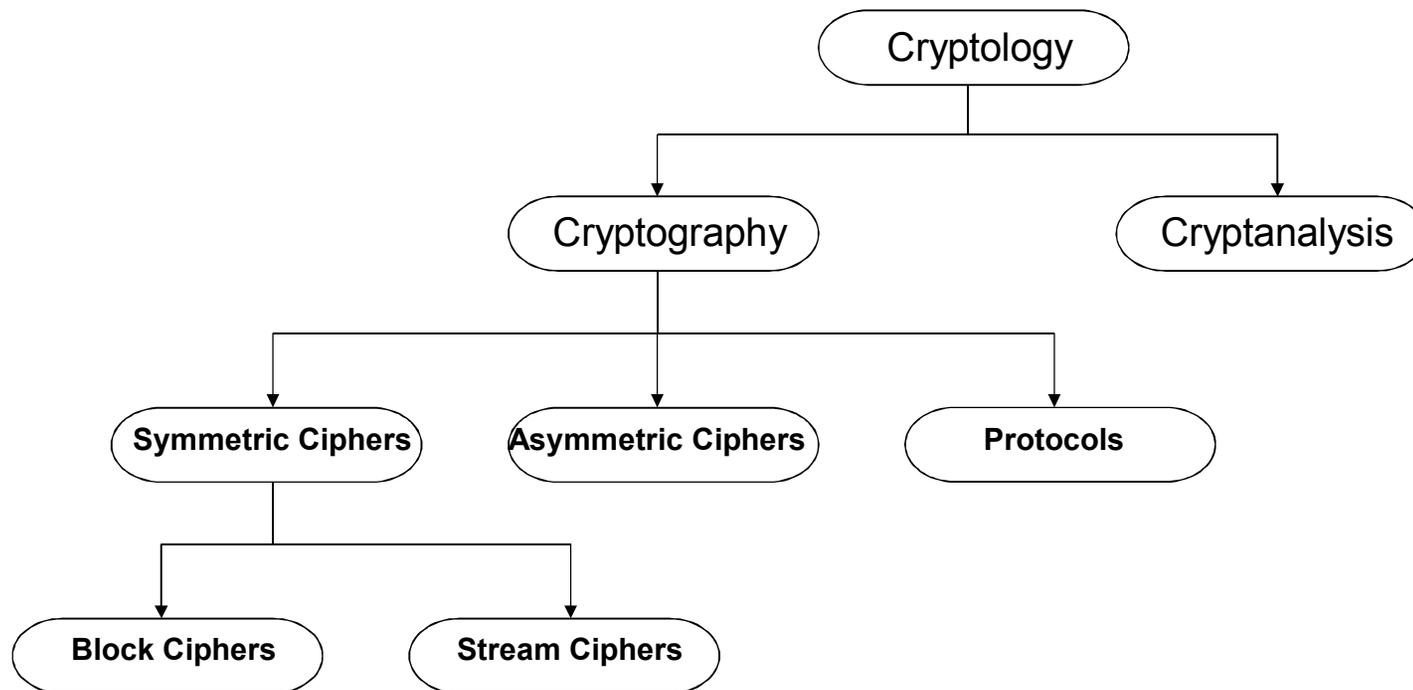 Cryptology
Cryptography
Cryptanalysis
Symmetric Ciphers
Asymmetric Ciphers
Protocols
Block Ciphers
Stream Ciphers